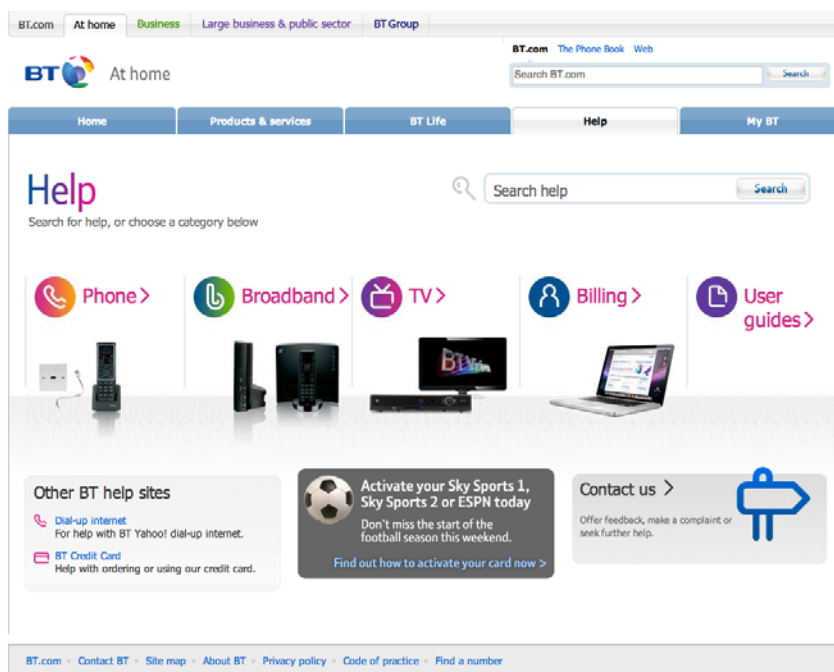 BT.com At home Business Large business & public sector BT Group
BT.com The Phone Book Web
BT At home
Search BT.com Search
Home Products & services BT Life Help My BT
Help
Search help Search
Search for help, or choose a category below
Phone > Broadband > TV > Billing > User guides >
BT Vision
Other BT help sites
Dial-up internet
For help with BT Yahoo! dial-up internet.
BT Credit Card
Help with ordering or using our credit card.
Activate your Sky Sports 1,
Sky Sports 2 or ESPN today
Don't miss the start of the
football season this weekend.
Find out how to activate your card now >
Contact us >
Offer feedback, make a complaint or
seek further help.
BT.com Contact BT Site map About BT Privacy policy Code of practice Find a number